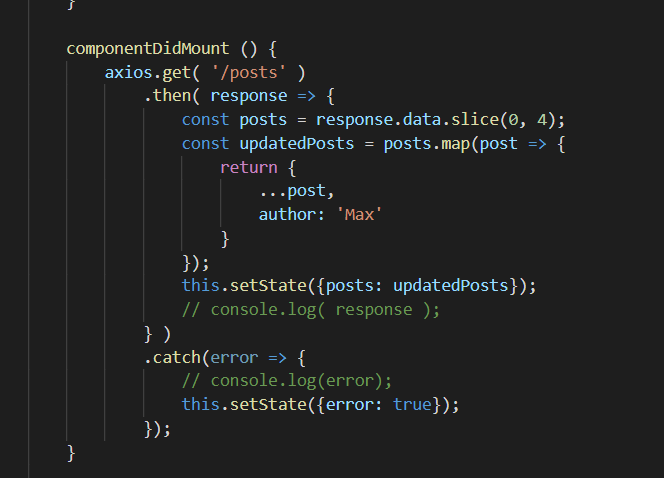 }
componentDidMount () {
axios.get( '/posts' )
.then( response => {
const posts = response.data.slice(0, 4);
const updatedPosts = posts.map(post => {
return {
...post,
author: 'Max'
}
});
this.setState({posts: updatedPosts});
// console.log( response );
} )
.catch(error => {
// console.log(error);
this.setState({error: true});
});
}